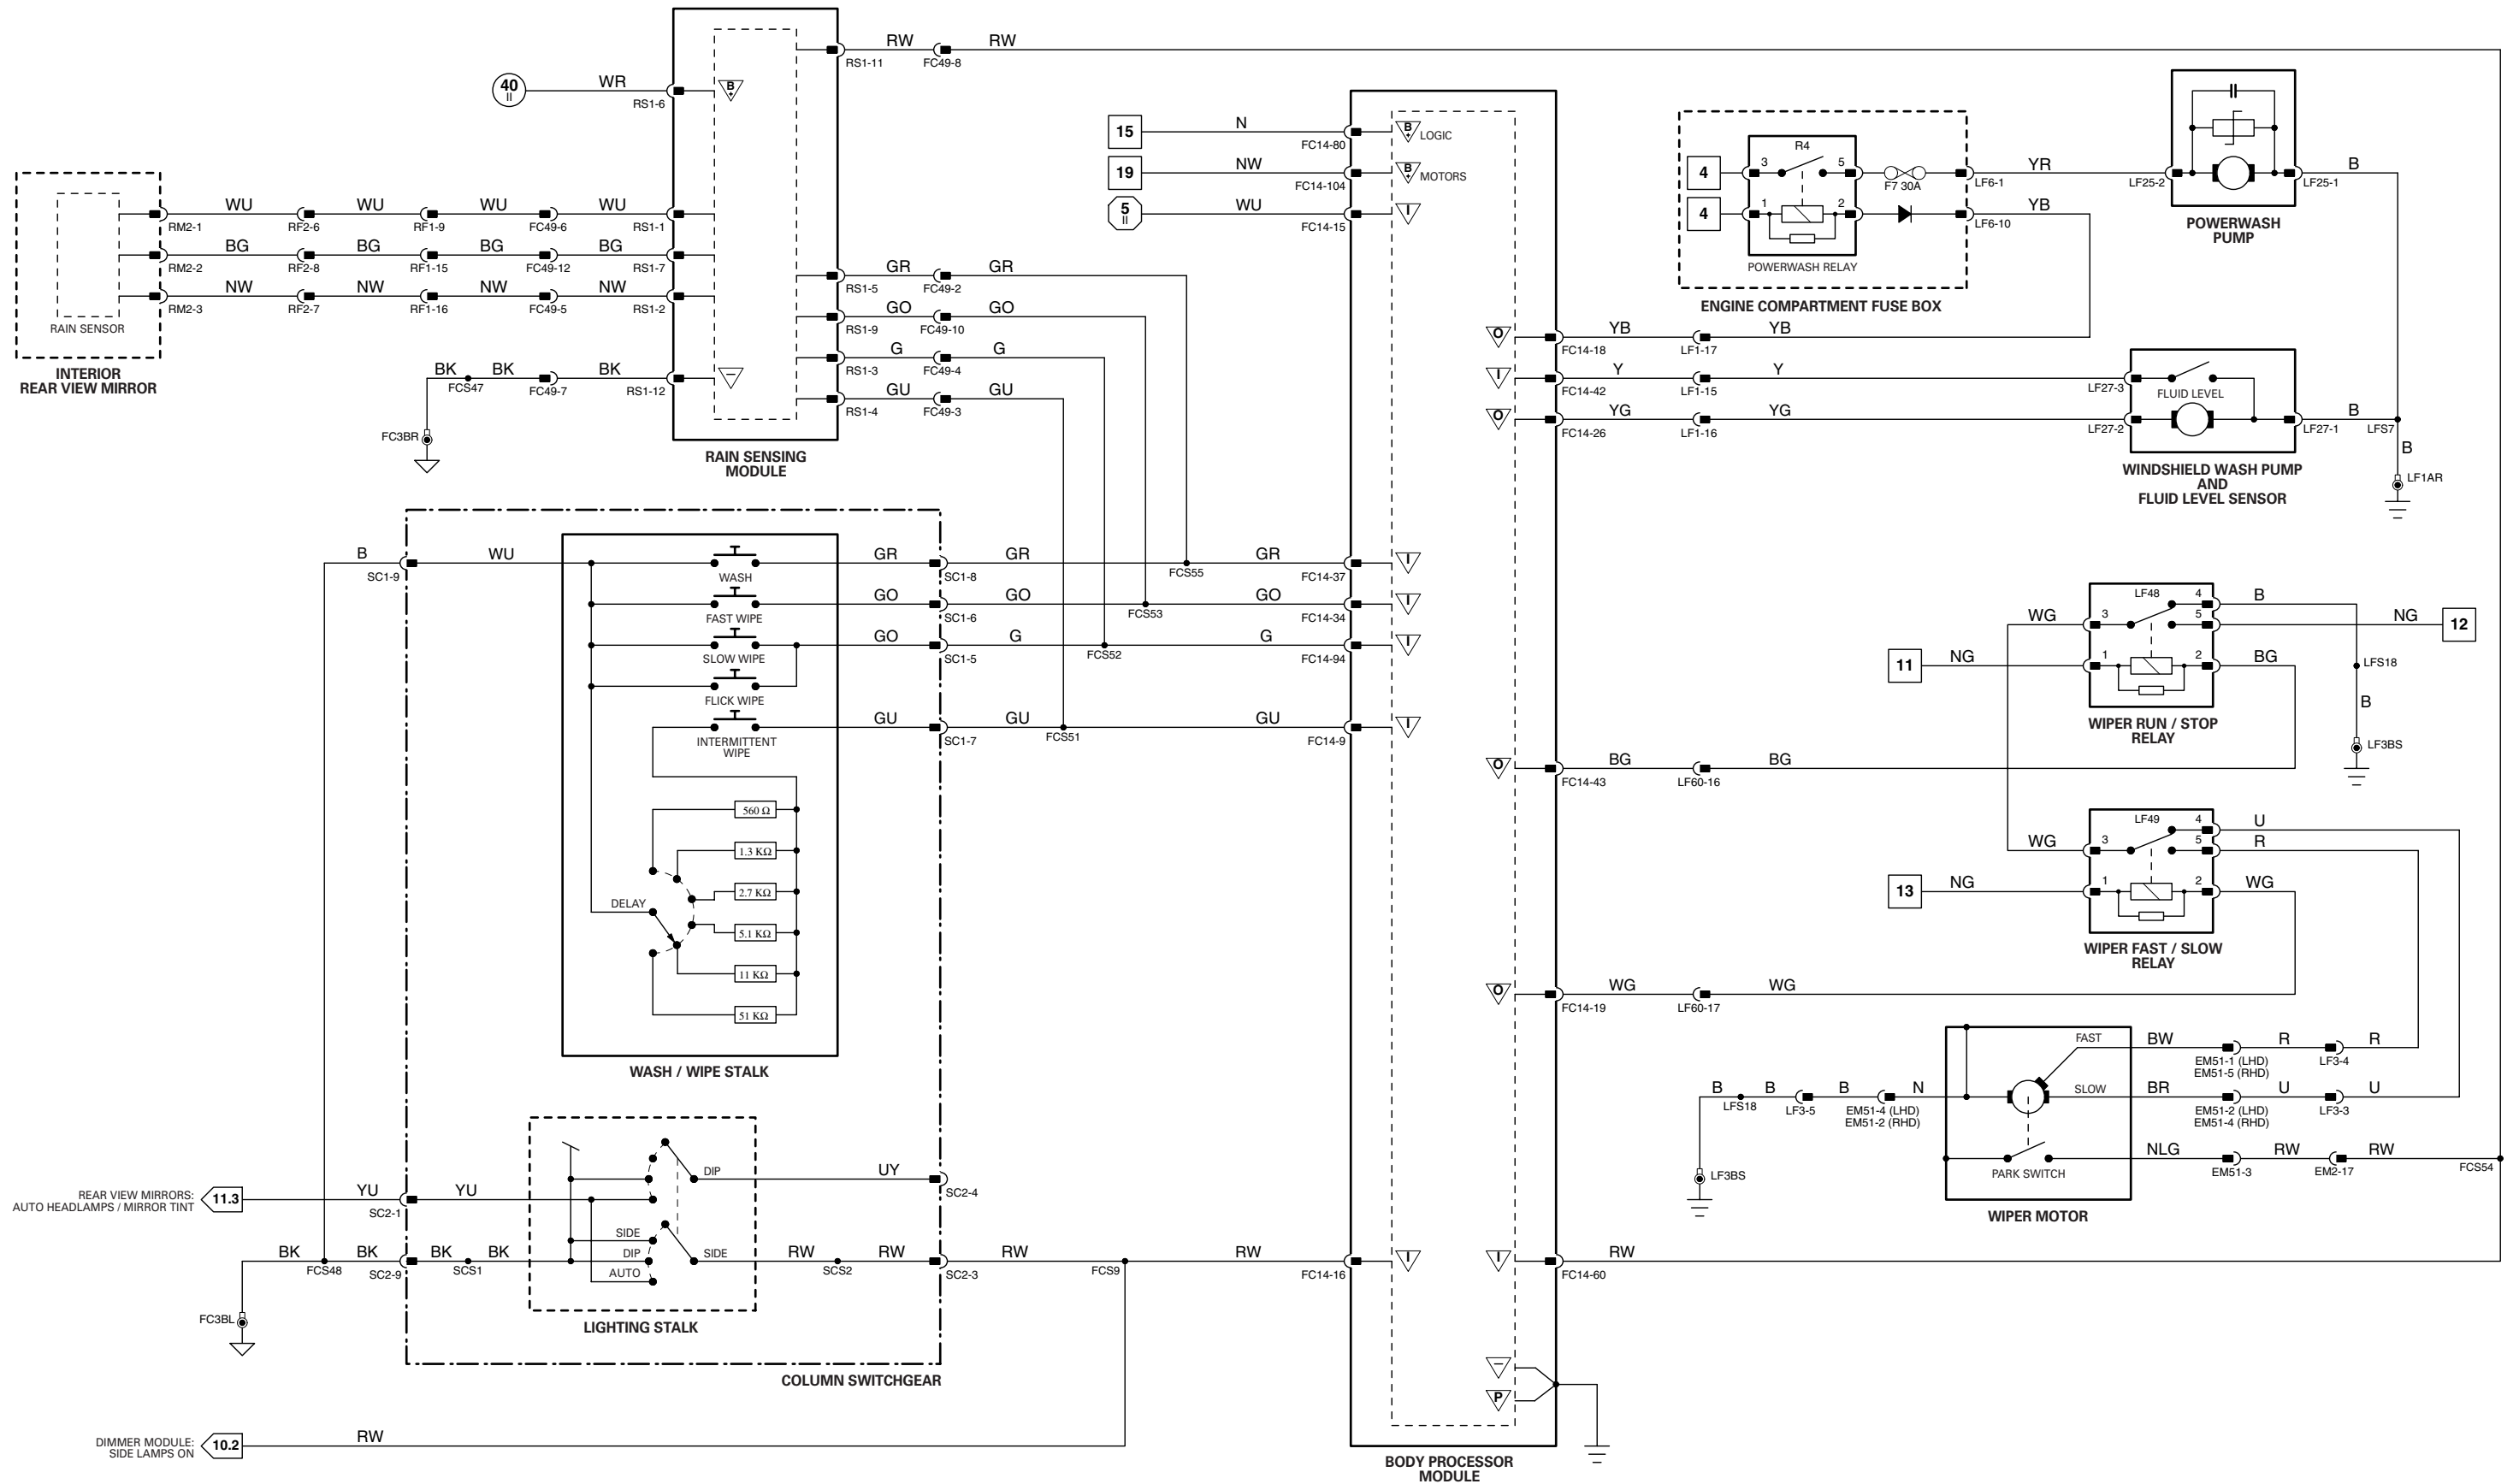 RW
RW
RS1-11
FC49-8
40
II
WR
RS1-6
B
+
WU
WU
WU
WU
RM2-1
RF2-6
RF1-9
FC49-6
RS1-1
BG
BG
BG
BG
RM2-2
RF2-8
RF1-15
FC49-12
RS1-7
NW
NW
NW
NW
RM2-3
RF2-7
RF1-16
FC49-5
RS1-2
RAIN SENSOR
INTERIOR
REAR VIEW MIRROR
BK
BK
BK
FCS47
FC49-7
RS1-12
–
FC3BR
GR
GR
RS1-5
FC49-2
GO
GO
RS1-9
FC49-10
G
G
RS1-3
FC49-4
GU
GU
RS1-4
FC49-3
RAIN SENSING
MODULE
15
N
FC14-80
B
+
LOGIC
19
NW
FC14-104
B
+
MOTORS
5
II
WU
FC14-15
I
R4
4
3
5
F7 30A
LF6-1
YR
LF25-2
LF25-1
B
4
1
2
LF6-10
YB
POWERWASH RELAY
ENGINE COMPARTMENT FUSE BOX
POWERWASH
PUMP
O
YB
YB
FC14-18
LF1-17
I
Y
Y
FC14-42
LF1-15
LF27-3
FLUID LEVEL
O
YG
YG
FC14-26
LF1-16
LF27-2
LF27-1
B
LFS7
B
LF1AR
WINDSHIELD WASH PUMP
AND
FLUID LEVEL SENSOR
B
WU
SC1-9
WASH
GR
GR
GR
SC1-8
FCS55
FC14-37
I
FAST WIPE
GO
GO
GO
SC1-6
FCS53
FC14-34
I
SLOW WIPE
GO
G
G
SC1-5
FCS52
FC14-94
I
FLICK WIPE
INTERMITTENT
WIPE
GU
GU
GU
SC1-7
FCS51
FC14-9
I
560 Ω
1.3 KΩ
2.7 KΩ
DELAY
5.1 KΩ
11 KΩ
51 KΩ
WASH / WIPE STALK
LF48
WG
3
4
5
B
NG
12
11
NG
1
2
BG
LFS18
B
LF3BS
WIPER RUN / STOP
RELAY
O
BG
BG
FC14-43
LF60-16
LF49
WG
3
4
5
U
R
13
NG
1
2
WG
WIPER FAST / SLOW
RELAY
O
WG
WG
FC14-19
LF60-17
FAST
BW
R
R
EM51-1 (LHD)
EM51-5 (RHD)
LF3-4
B
B
B
N
LFS18
LF3-5
EM51-4 (LHD)
EM51-2 (RHD)
SLOW
BR
U
U
EM51-2 (LHD)
EM51-4 (RHD)
LF3-3
LF3BS
PARK SWITCH
NLG
RW
RW
EM51-3
EM2-17
FCS54
WIPER MOTOR
REAR VIEW MIRRORS:
AUTO HEADLAMPS / MIRROR TINT
11.3
YU
YU
SC2-1
DIP
UY
SC2-4
BK
BK
BK
BK
FCS48
SC2-9
SCS1
SIDE
DIP
AUTO
SIDE
RW
RW
RW
RW
SCS2
SC2-3
FCS9
FC14-16
I
I
RW
FC14-60
FC3BL
LIGHTING STALK
COLUMN SWITCHGEAR
–
P
DIMMER MODULE:
SIDE LAMPS ON
10.2
RW
BODY PROCESSOR
MODULE